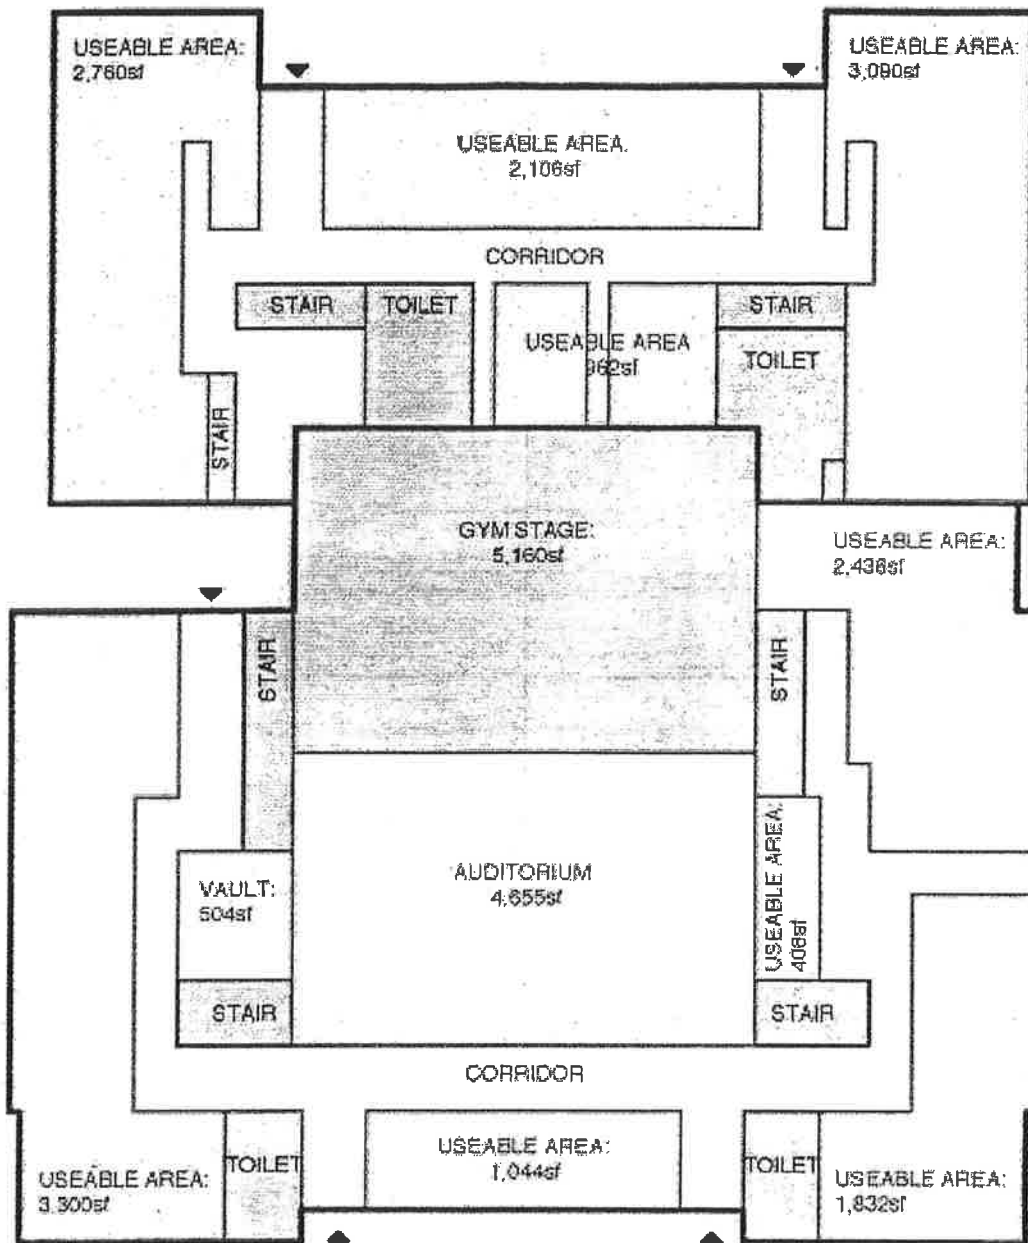 USEABLE AREA:
2,760sf
USEABLE AREA:
3,090sf
USEABLE AREA:
2,106sf
CORRIDOR
STAIR
TOILET
STAIR
USEABLE AREA
962sf
TOILET
STAIR
GYM STAGE:
5,160sf
USEABLE AREA:
2,436sf
STAIR
STAIR
AUDITORIUM
4,655sf
VAULT:
504sf
USEABLE AREA:
408sf
STAIR
STAIR
CORRIDOR
USEABLE AREA:
1,044sf
TOILET
TOILET
USEABLE AREA:
3,300sf
USEABLE AREA:
1,832sf